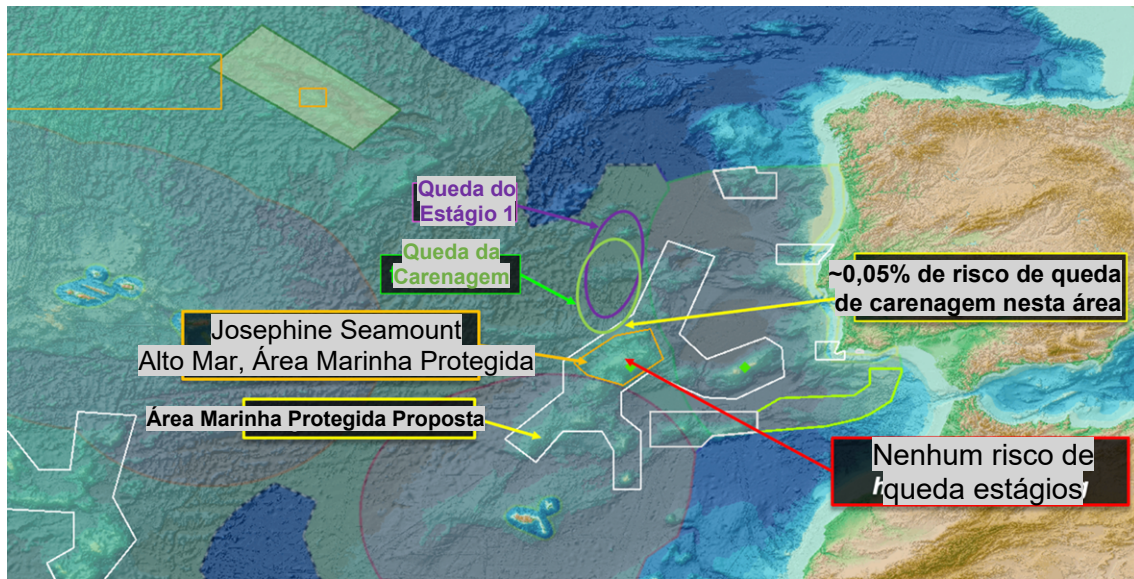 Queda do
Estágio 1
Queda da
Carenagem
~0,05% de risco de queda
de carenagem nesta área
Josephine Seamount
Alto Mar, Área Marinha Protegida
Área Marinha Protegida Proposta
Nenhum risco de
queda estágios